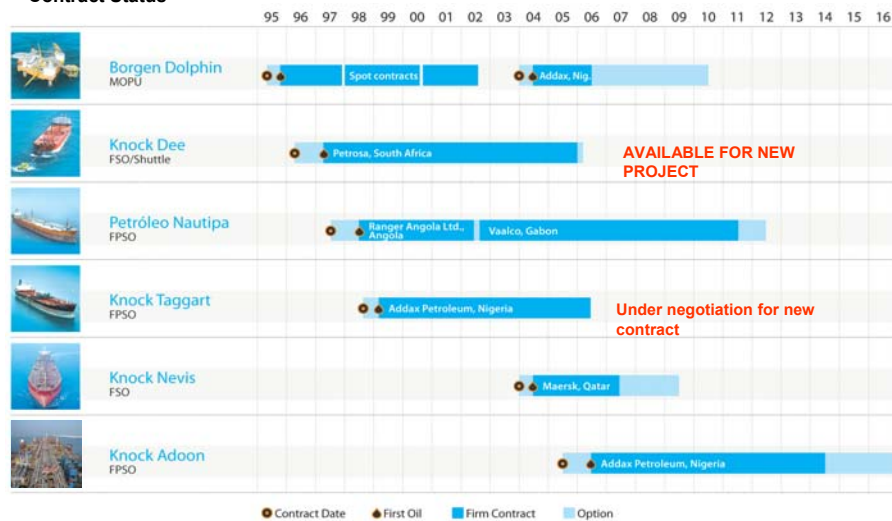 Contract Status
95 96 97 98 99 00 01 02 03 04 05 06 07 08 09 10 11 12 13 14 15 16
Borgen Dolphin
MOPU
Spot contracts
Addax, Nig.
Knock Dee
FSO/Shuttle
Petrosa, South Africa
AVAILABLE FOR NEW
PROJECT
Petróleo Nautipa
FPSO
Ranger Angola Ltd.,
Angola
Vaalco, Gabon
Knock Taggart
FPSO
Addax Petroleum, Nigeria
Under negotiation for new
contract
Knock Nevis
FSO
Maersk, Qatar
Knock Adoon
FPSO
Addax Petroleum, Nigeria
Contract Date First Oil Firm Contract Option